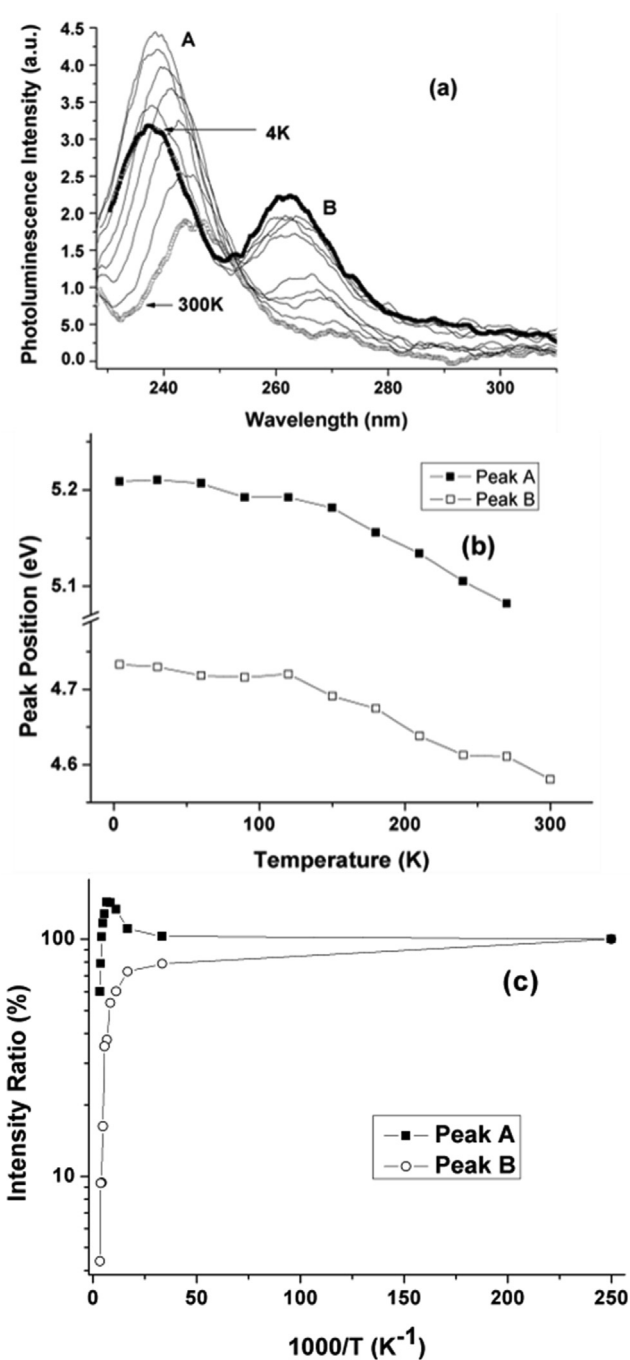 A
(a)
4K
B
300K
4.5
4.0
3.5
3.0
2.5
2.0
1.5
1.0
5.0
0.0
Photoluminescence Intensity (a.u.)
240 260 280 300
Wavelength (nm)
Peak A
Peak B
(b)
5.2
5.1
4.7
4.6
Peak Position (eV)
0 100 200 300
Temperature (K)
(c)
100
10
Intensity Ratio (%)
Peak A
Peak B
0 50 100 150 200 250
1000/T (K-1)